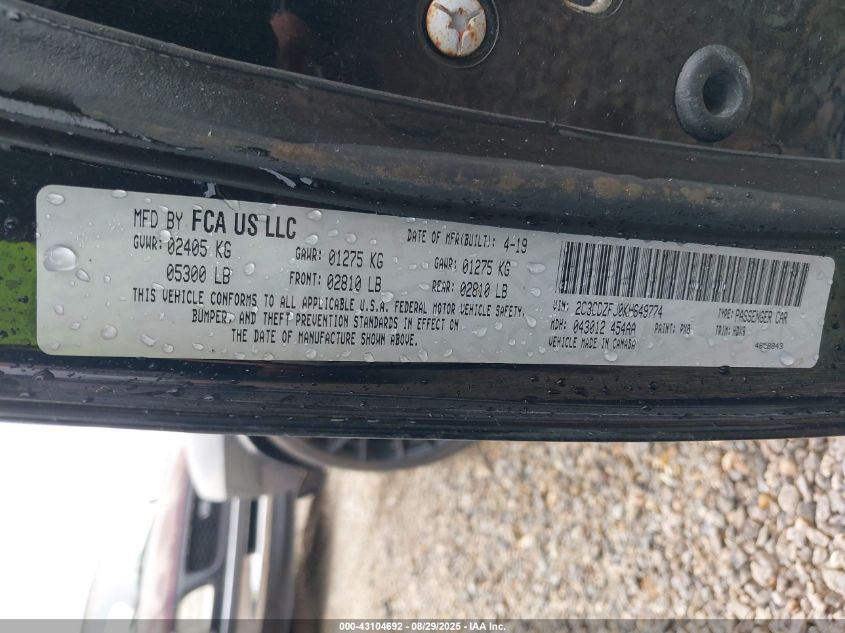 MFD BY FCA US LLC
DATE OF MFR(BUILT): 4-19
GVWR: 02405 KG GAWR: 01275 KG GAWR: 01275 KG
05300 LB FRONT: 02810 LB REAR: 02810 LB
THIS VEHICLE CONFORMS TO ALL APPLICABLE U.S.A. FEDERAL MOTOR VEHICLE SAFETY,
BUMPER, AND THEFT PREVENTION STANDARDS IN EFFECT ON
THE DATE OF MANUFACTURE SHOWN ABOVE.
VIN: 2C3CDZFJ0KH649774 TYPE: PASSENGER CAR
MDH: 043012 454AA PAINT: PX8 TRIM: HDX9
VEHICLE MADE IN CANADA 4658843
000-43104692 - 08/29/2025 - IAA Inc.